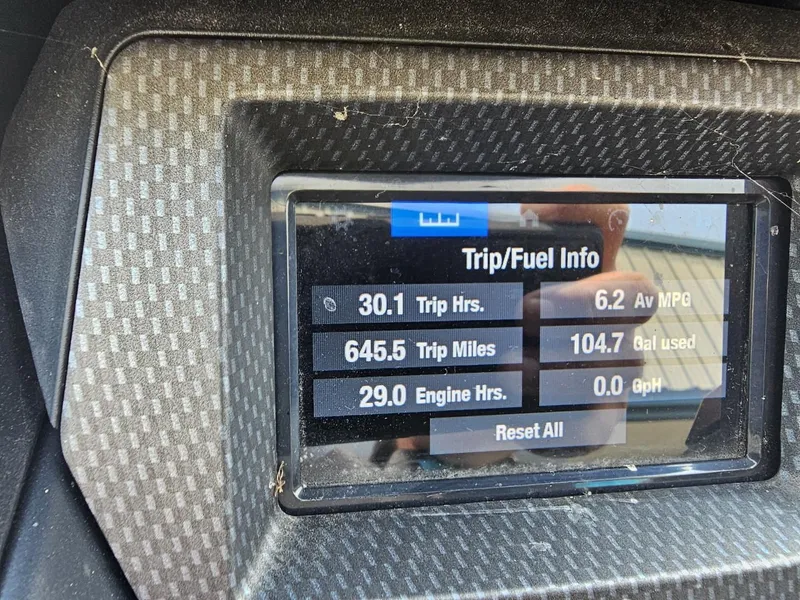 Trip/Fuel Info
30.1 Trip Hrs.
6.2 Av MPG
645.5 Trip Miles
104.7 Gal used
29.0 Engine Hrs.
0.0 GpH
Reset All